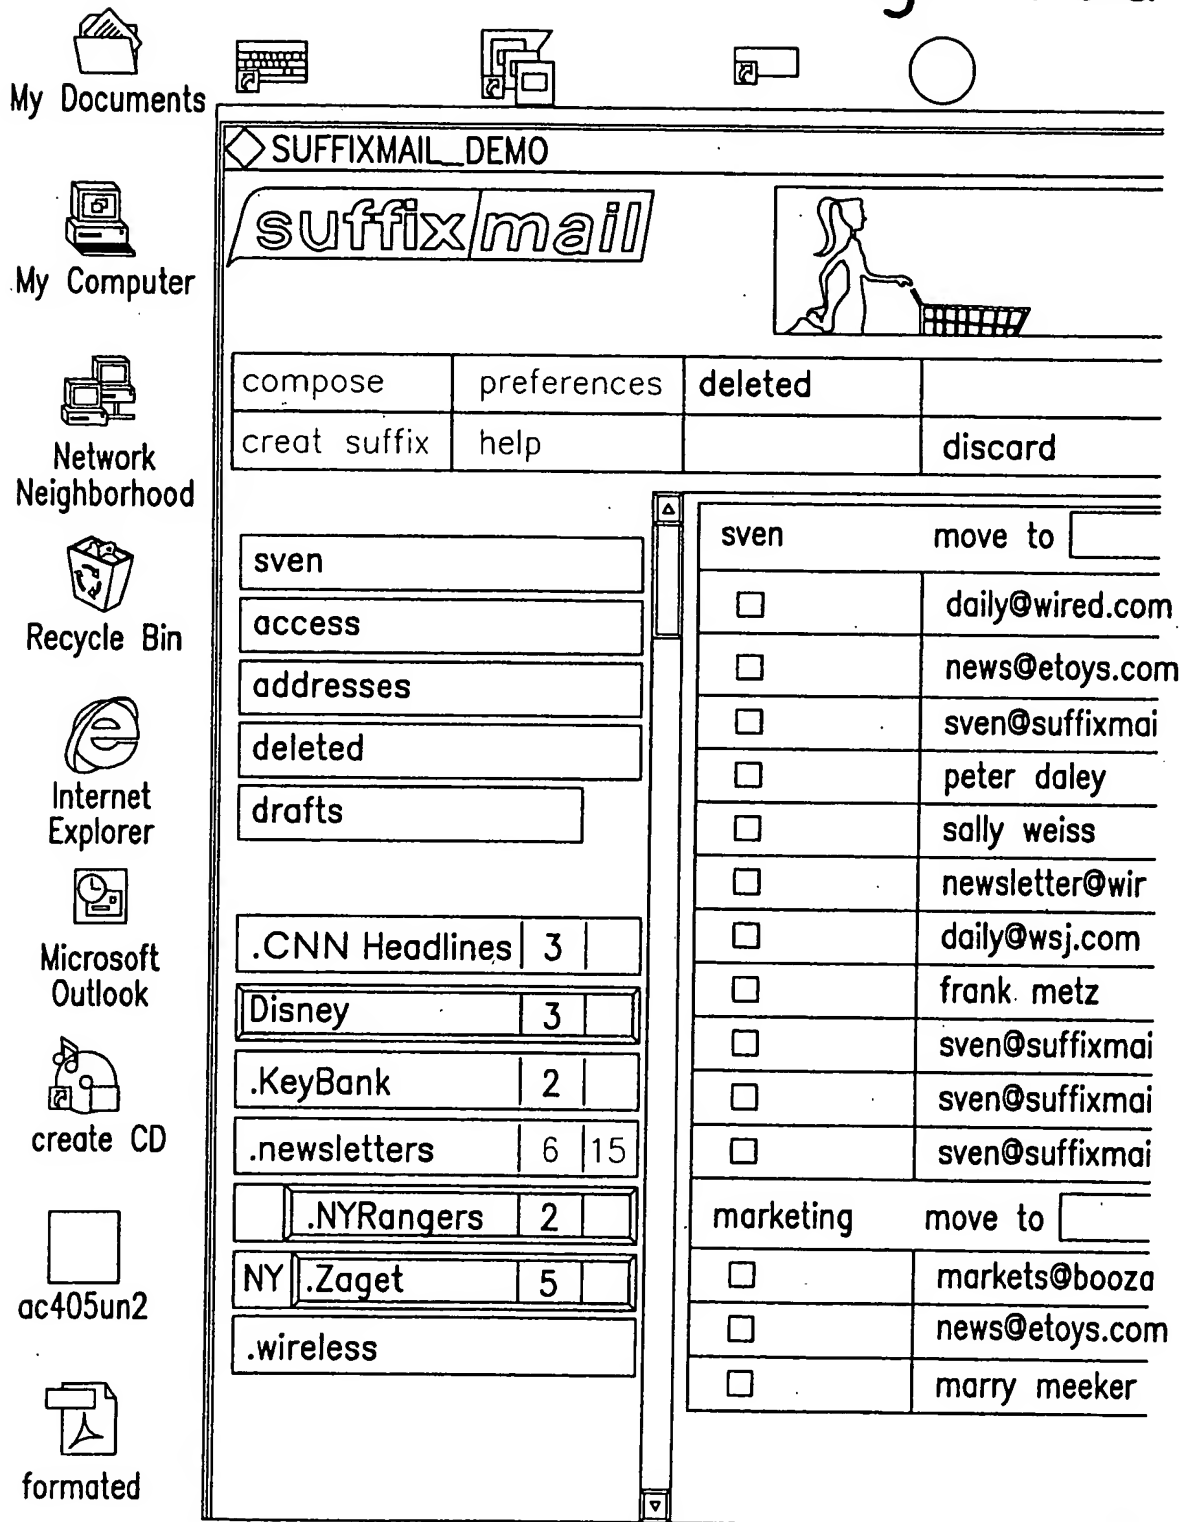 My Documents
My Computer
Network
Neighborhood
Recycle Bin
Internet
Explorer
Microsoft
Outlook
create CD
ac405un2
formated
SUFFIXMAIL_DEMO
suffix/mail
compose preferences deleted
creat suffix help discard
sven
access
addresses
deleted
drafts
.CNN Headlines 3
Disney 3
.KeyBank 2
.newsletters 6 15
.NYRangers 2
NY .Zaget 5
.wireless
sven move to
daily@wired.com
news@etoys.com
sven@suffixmai
peter daley
sally weiss
newsletter@wir
daily@wsj.com
frank metz
sven@suffixmai
sven@suffixmai
sven@suffixmai
marketing move to
markets@booza
news@etoys.com
marry meeker